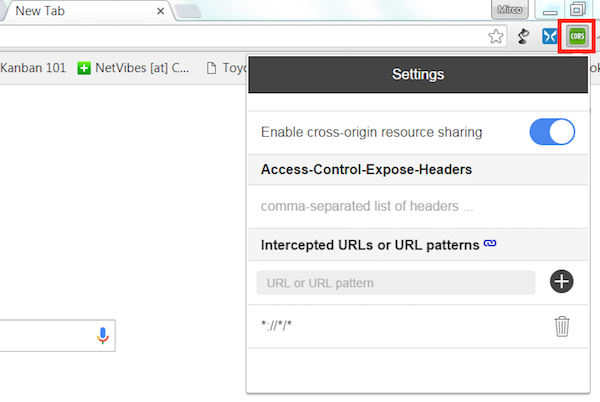 New Tab
Mirco
CORS
Kanban 101
NetVibes [at] C...
Settings
Enable cross-origin resource sharing
Access-Control-Expose-Headers
comma-separated list of headers ...
Intercepted URLs or URL patterns
URL or URL pattern
*://*/*